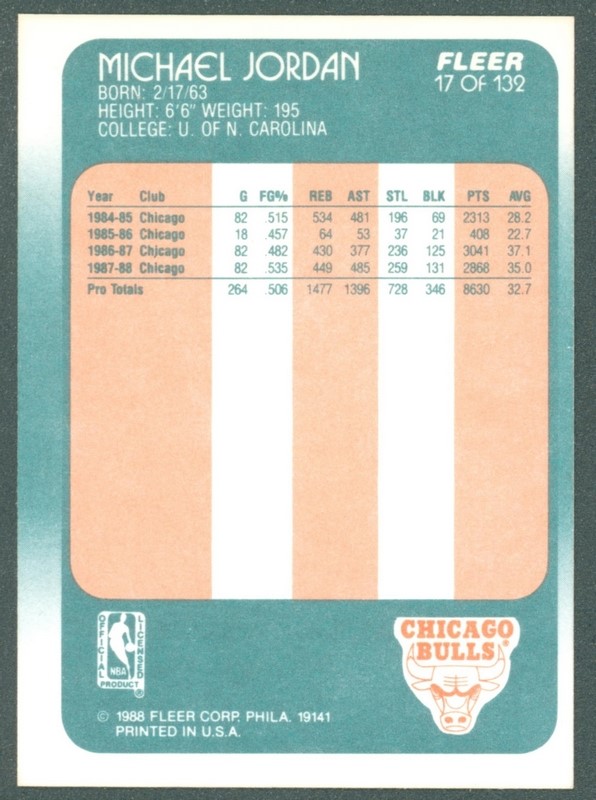 MICHAEL JORDAN
FLEER
17 OF 132
BORN: 2/17/63
HEIGHT: 6'6" WEIGHT: 195
COLLEGE: U. OF N. CAROLINA
Year Club G FG% REB AST STL BLK PTS AVG
1984-85 Chicago 82 .515 534 481 196 69 2313 28.2
1985-86 Chicago 18 .457 64 53 37 21 408 22.7
1986-87 Chicago 82 .482 430 377 236 125 3041 37.1
1987-88 Chicago 82 .535 449 485 259 131 2868 35.0
Pro Totals 264 .506 1477 1396 728 346 8630 32.7
OFFICIAL LICENSED
NBA
PRODUCT ®
CHICAGO
BULLS®
© 1988 FLEER CORP. PHILA. 19141
PRINTED IN U.S.A.